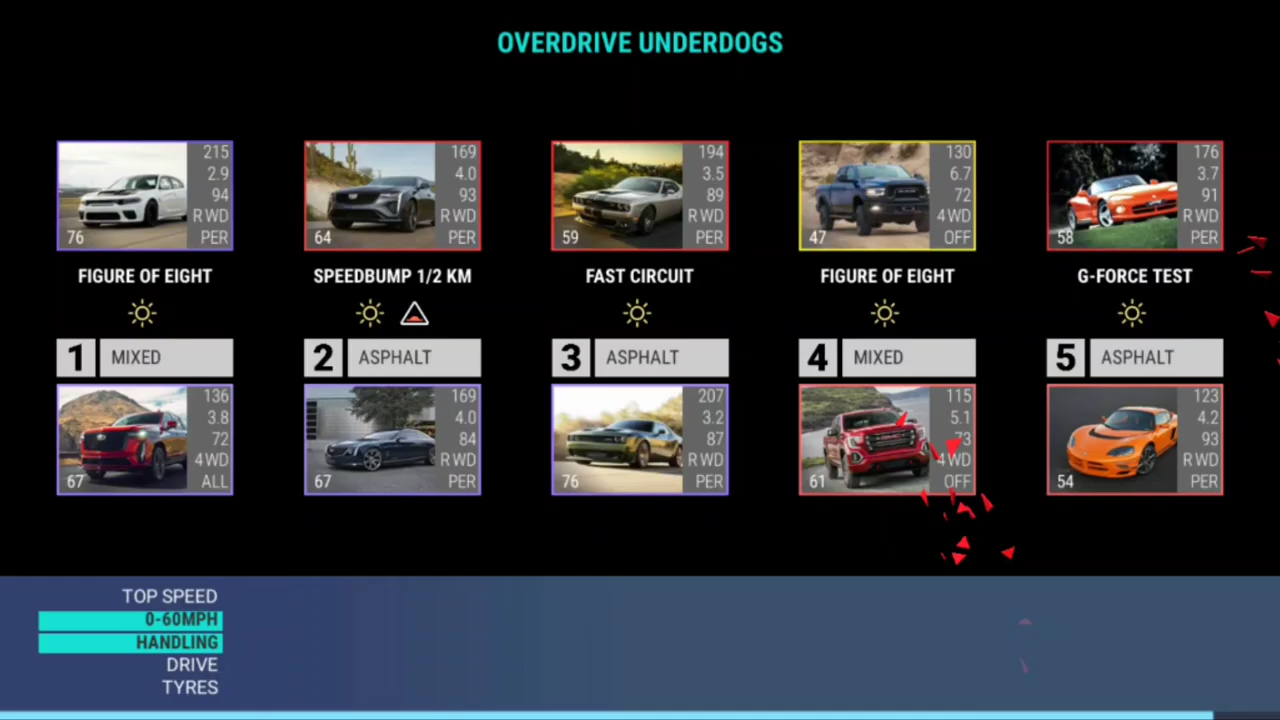 OVERDRIVE UNDERDOGS
215
2.9
94
RWD
76 PER
169
4.0
93
RWD
64 PER
194
3.5
89
RWD
59 PER
130
6.7
72
4WD
47 OFF
176
3.7
91
RWD
58 PER
FIGURE OF EIGHT
SPEEDBUMP 1/2 KM
FAST CIRCUIT
FIGURE OF EIGHT
G-FORCE TEST
1 MIXED
2 ASPHALT
3 ASPHALT
4 MIXED
5 ASPHALT
136
3.8
72
4WD
67 ALL
169
4.0
84
RWD
67 PER
207
3.2
87
RWD
76 PER
115
5.1
73
4WD
61 OFF
123
4.2
93
RWD
54 PER
TOP SPEED
0-60MPH
HANDLING
DRIVE
TYRES